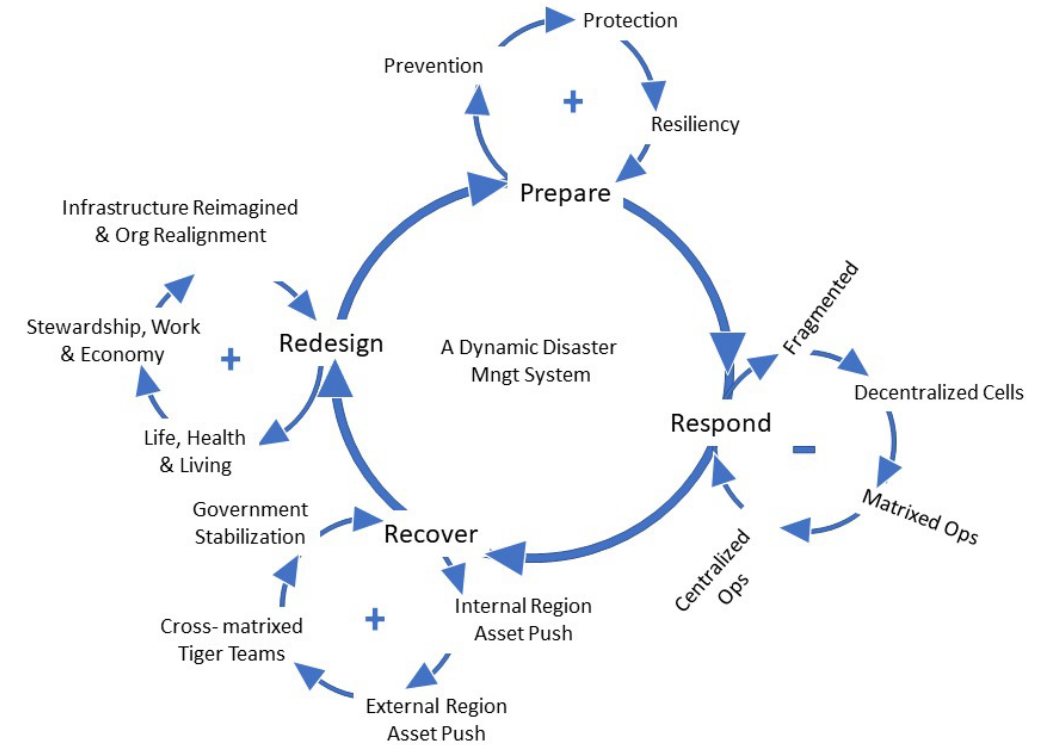 Protection
Prevention
+
Resiliency
Prepare
Infrastructure Reimagined
& Org Realignment
Stewardship, Work
& Economy
+
Redesign
Life, Health
& Living
A Dynamic Disaster
Mngt System
Fragmented
Decentralized Cells
Respond
-
Matrixed Ops
Centralized
Ops
Government
Stabilization
Recover
Internal Region
Asset Push
+
Cross- matrixed
Tiger Teams
External Region
Asset Push